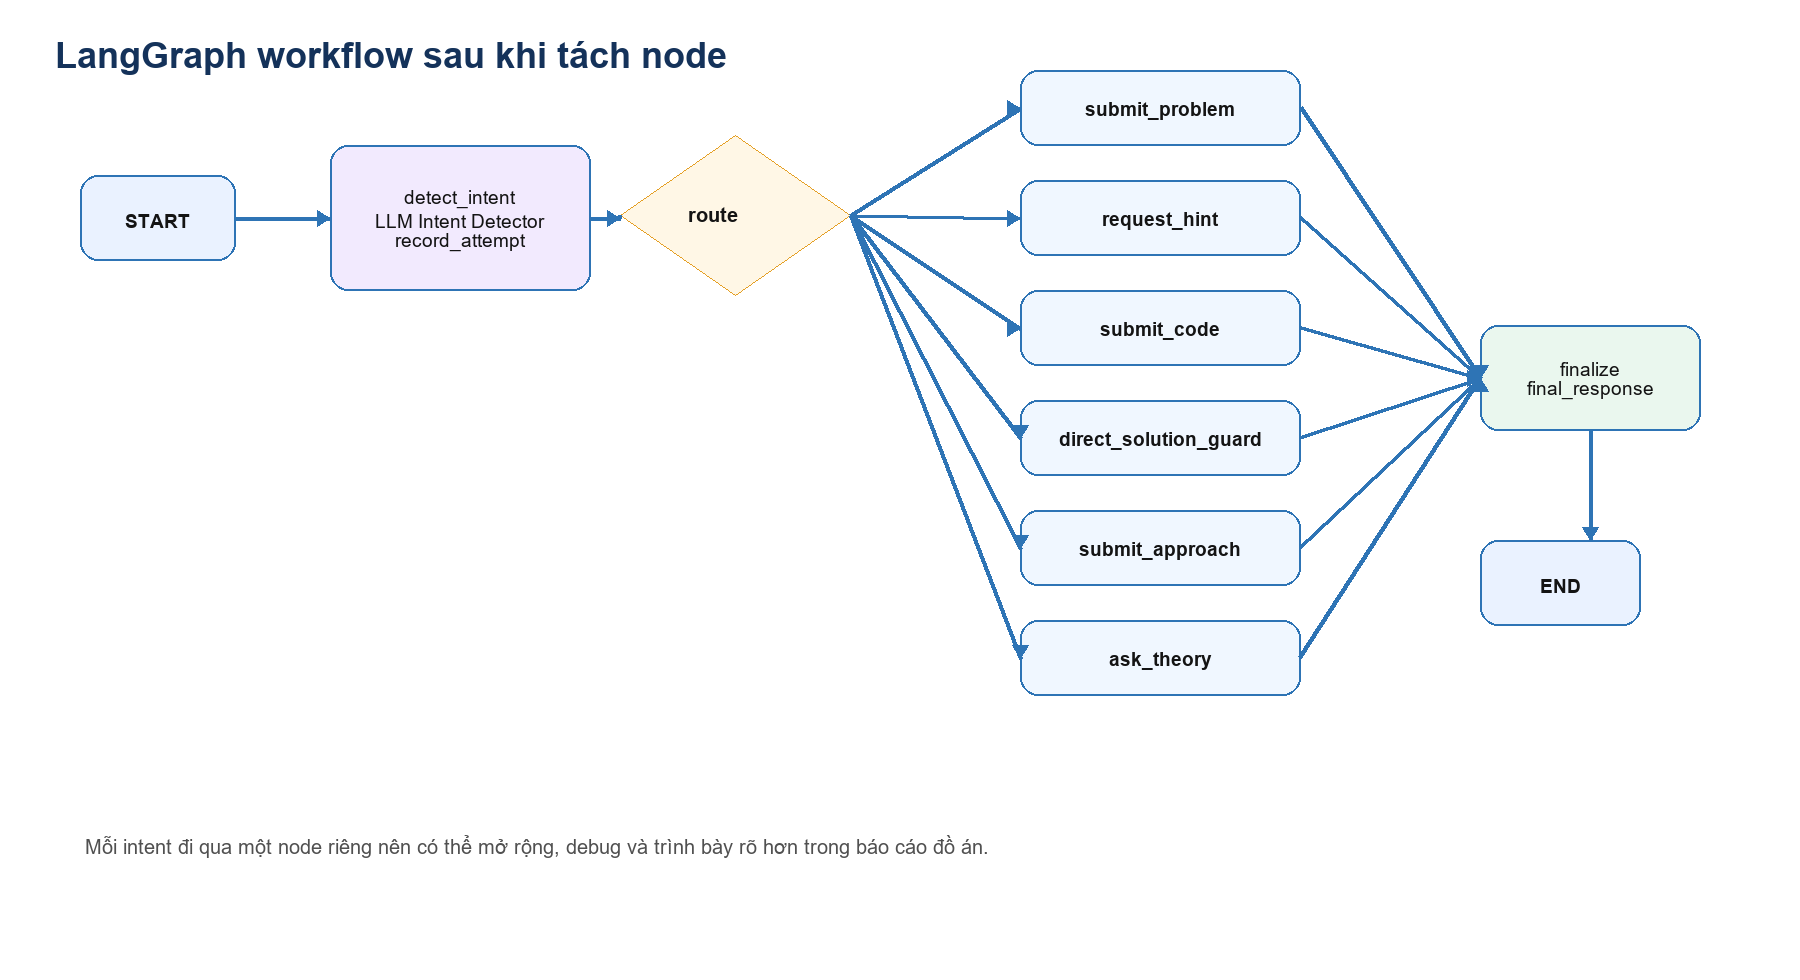 LangGraph workflow sau khi tách node
START
detect_intent
LLM Intent Detector
record_attempt
route
submit_problem
request_hint
submit_code
direct_solution_guard
submit_approach
ask_theory
finalize
final_response
END
Mỗi intent đi qua một node riêng nên có thể mở rộng, debug và trình bày rõ hơn trong báo cáo đồ án.